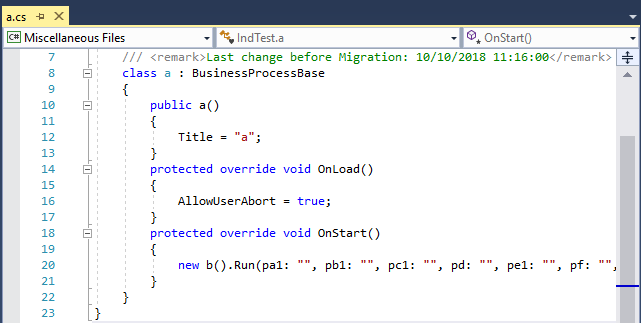 a.cs
C# Miscellaneous Files IndTest.a OnStart()
7 /// <remark>Last change before Migration: 10/10/2018 11:16:00</remark>
8 class a : BusinessProcessBase
9 {
10 public a()
11 {
12 Title = "a";
13 }
14 protected override void OnLoad()
15 {
16 AllowUserAbort = true;
17 }
18 protected override void OnStart()
19 {
20 new b().Run(pa1: "", pb1: "", pc1: "", pd: "", pe1: "", pf: "",
21 }
22 }
23 }